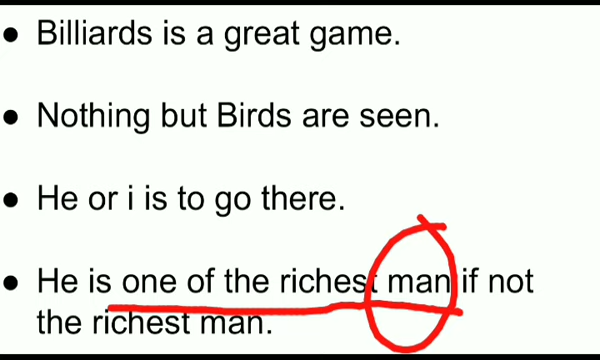 ● Billiards is a great game.
● Nothing but Birds are seen.
● He or i is to go there.
● He is one of the richest man if not
the richest man.